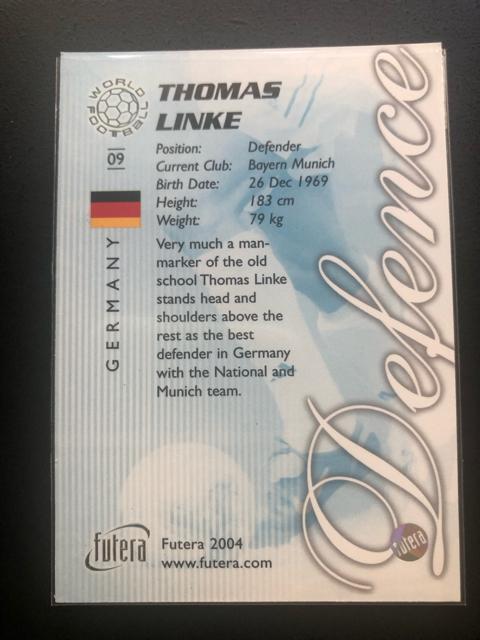 WORLD FOOTBALL
THOMAS
LINKE
09
Position: Defender
Current Club: Bayern Munich
Birth Date: 26 Dec 1969
Height: 183 cm
Weight: 79 kg
GERMANY
Very much a man-
marker of the old
school Thomas Linke
stands head and
shoulders above the
rest as the best
defender in Germany
with the National and
Munich team.
Defence
futera
Futera 2004
www.futera.com
futera